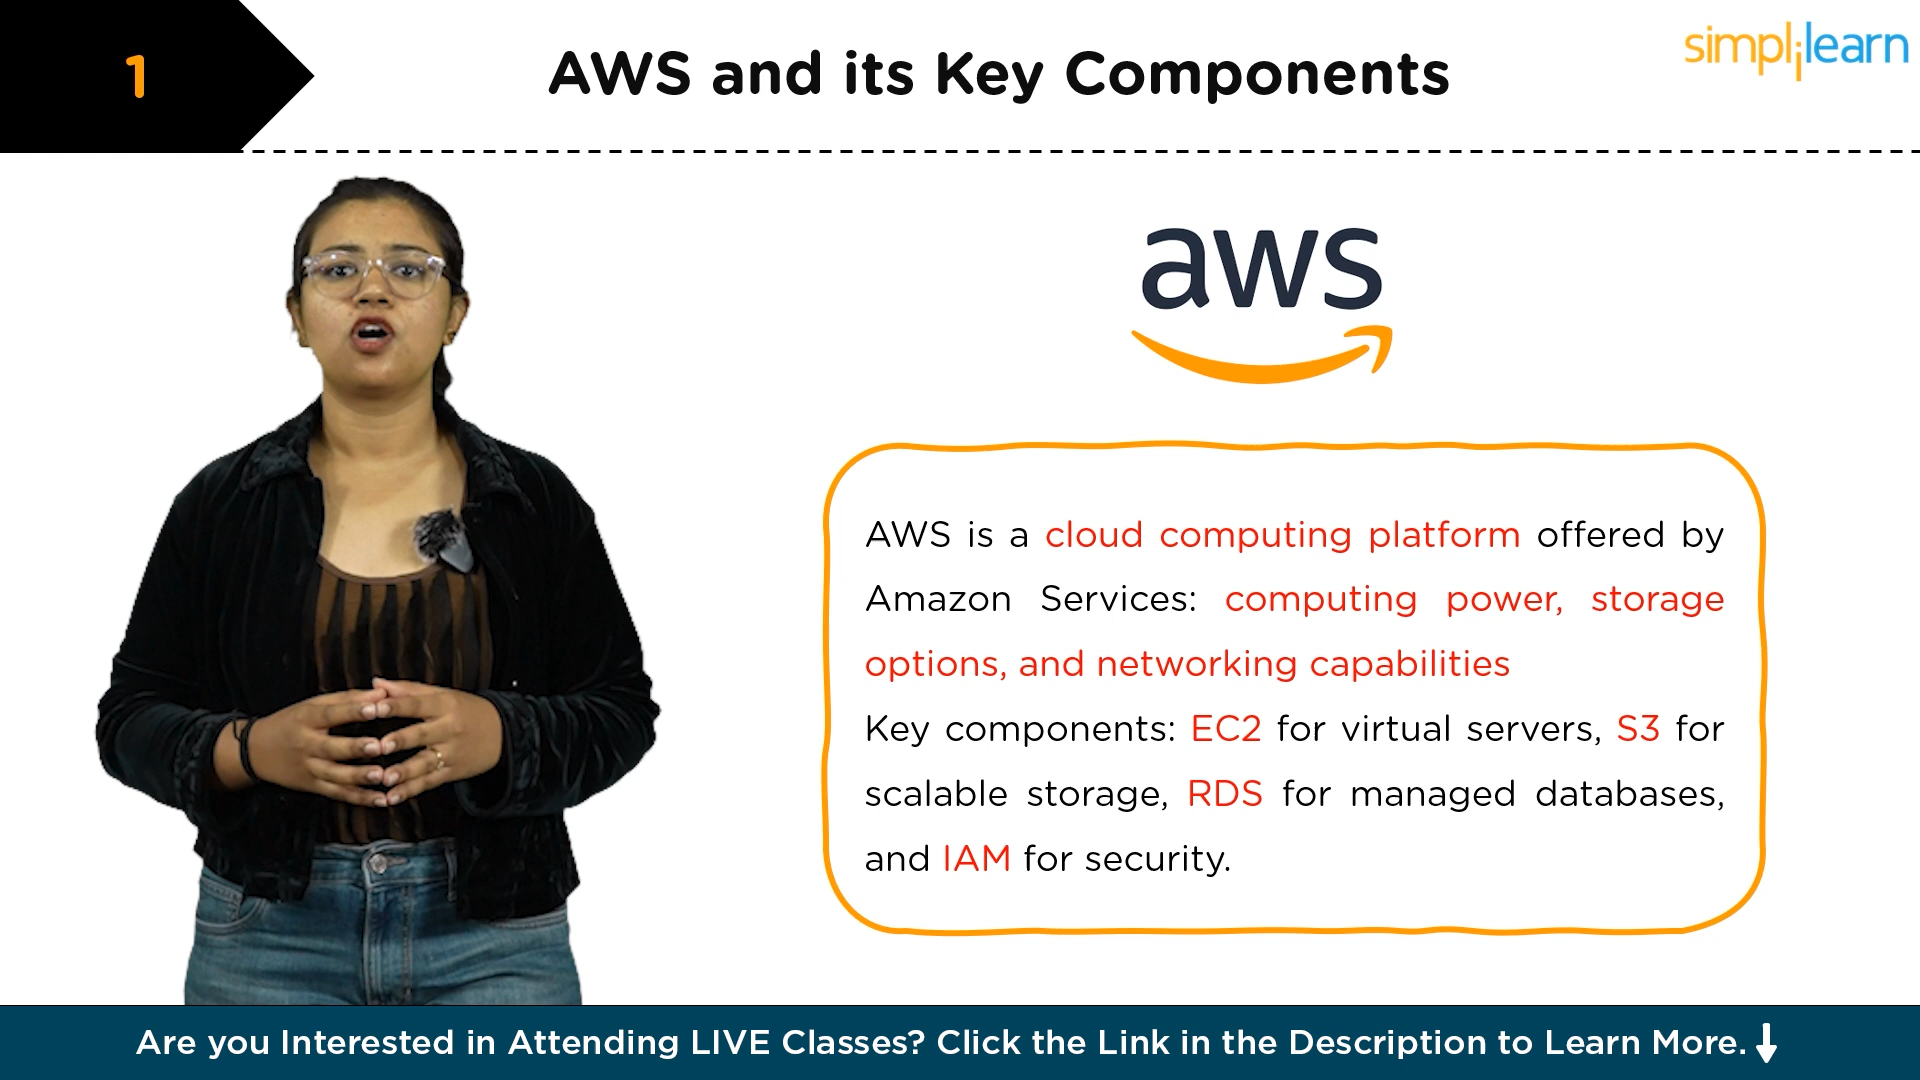 1
AWS and its Key Components
simplilearn
aws
AWS is a cloud computing platform offered by
Amazon Services: computing power, storage
options, and networking capabilities
Key components: EC2 for virtual servers, S3 for
scalable storage, RDS for managed databases,
and IAM for security.
Are you Interested in Attending LIVE Classes? Click the Link in the Description to Learn More.